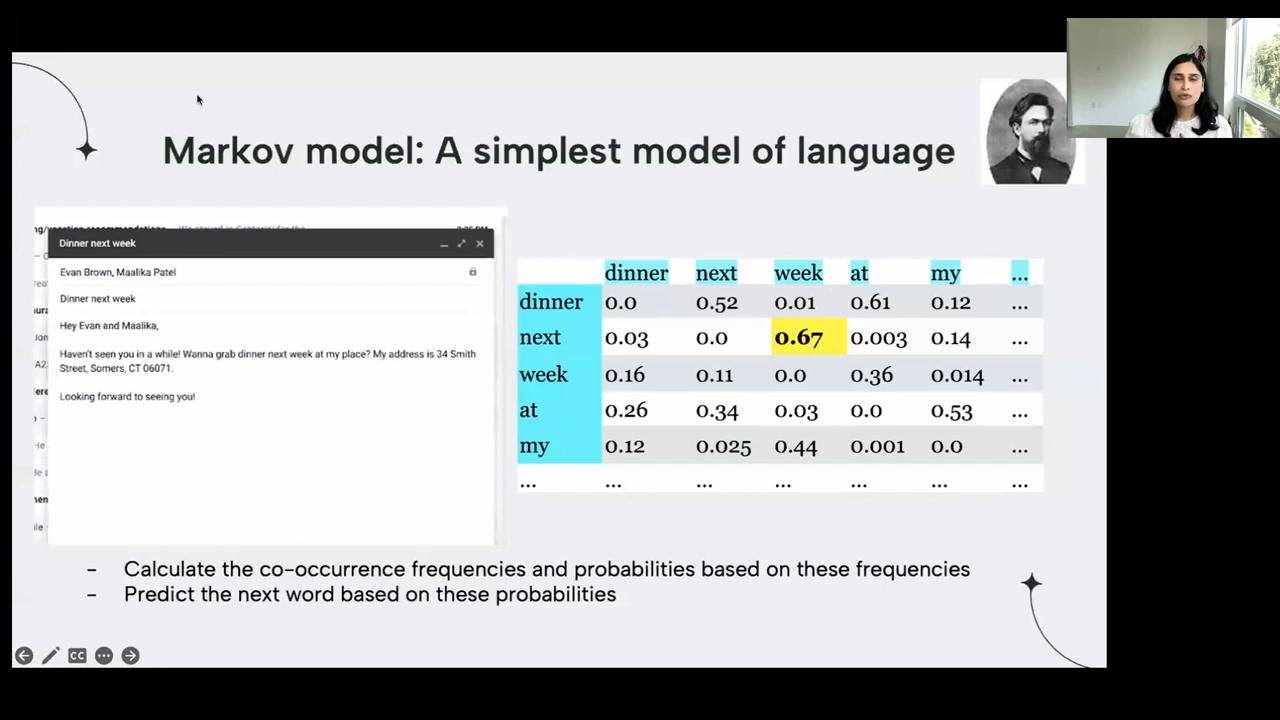 Markov model: A simplest model of language
Dinner next week
Evan Brown, Maalika Patel
Dinner next week
Hey Evan and Maalika,
Haven't seen you in a while! Wanna grab dinner next week at my place? My address is 34 Smith
Street, Somers, CT 06071.
Looking forward to seeing you!
dinner next week at my ...
dinner 0.0 0.52 0.01 0.61 0.12 ...
next 0.03 0.0 0.67 0.003 0.14 ...
week 0.16 0.11 0.0 0.36 0.014 ...
at 0.26 0.34 0.03 0.0 0.53 ...
my 0.12 0.025 0.44 0.001 0.0 ...
... ... ... ... ... ... ...
- Calculate the co-occurrence frequencies and probabilities based on these frequencies
- Predict the next word based on these probabilities
CC